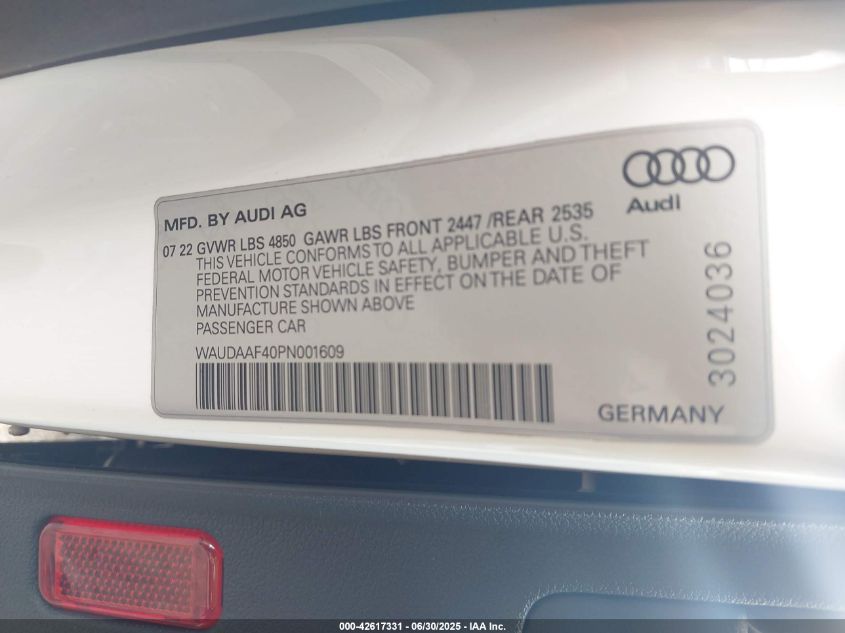 Audi
MFD. BY AUDI AG
07 22 GVWR LBS 4850 GAWR LBS FRONT 2447 /REAR 2535
THIS VEHICLE CONFORMS TO ALL APPLICABLE U.S.
FEDERAL MOTOR VEHICLE SAFETY, BUMPER AND THEFT
PREVENTION STANDARDS IN EFFECT ON THE DATE OF
MANUFACTURE SHOWN ABOVE
PASSENGER CAR
WAUDAAF40PN001609
GERMANY
3024036
000-42617331 - 06/30/2025 - IAA Inc.